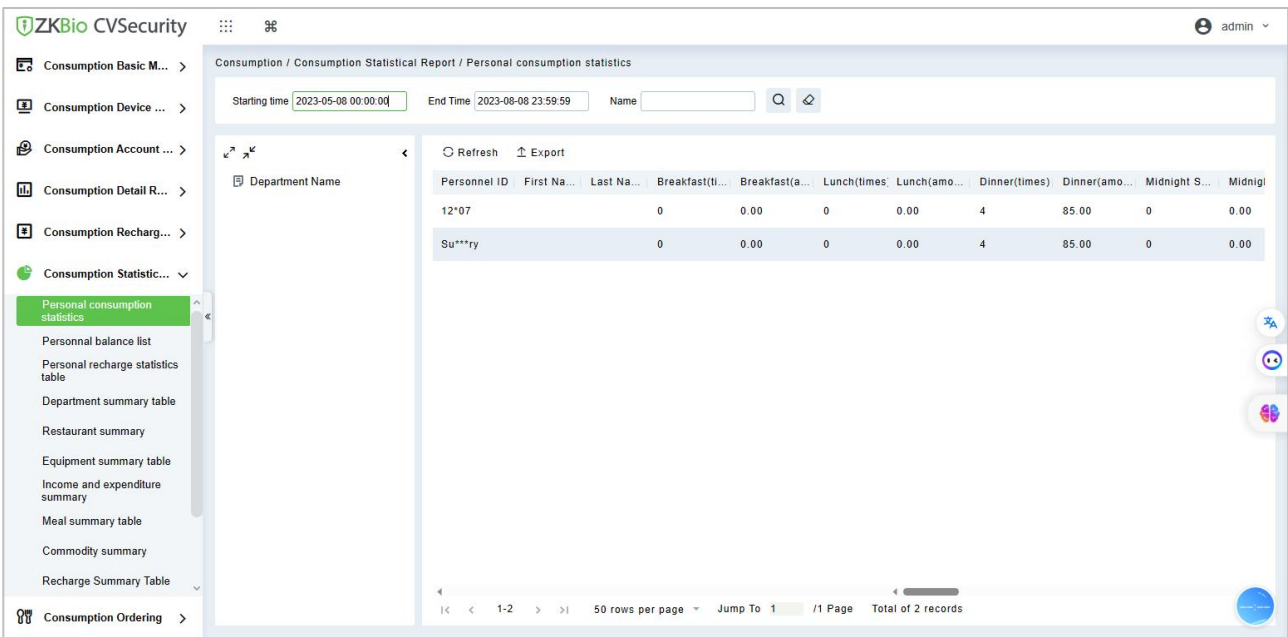 ZKBio CVSecurity
admin
Consumption Basic M...
Consumption Device ...
Consumption Account ...
Consumption Detail R...
Consumption Recharg...
Consumption Statistic...
Personal consumption
statistics
Personnal balance list
Personal recharge statistics
table
Department summary table
Restaurant summary
Equipment summary table
Income and expenditure
summary
Meal summary table
Commodity summary
Recharge Summary Table
Consumption Ordering
Consumption / Consumption Statistical Report / Personal consumption statistics
Starting time 2023-05-08 00:00:00 End Time 2023-08-08 23:59:59 Name
Department Name
Refresh Export
Personnel ID First Na... Last Na... Breakfast(ti... Breakfast(a... Lunch(times) Lunch(amo... Dinner(times) Dinner(amo... Midnight S... Midnigl
12*07 0 0.00 0 0.00 4 85.00 0 0.00
Su***ry 0 0.00 0 0.00 4 85.00 0 0.00
1-2 50 rows per page Jump To 1 /1 Page Total of 2 records